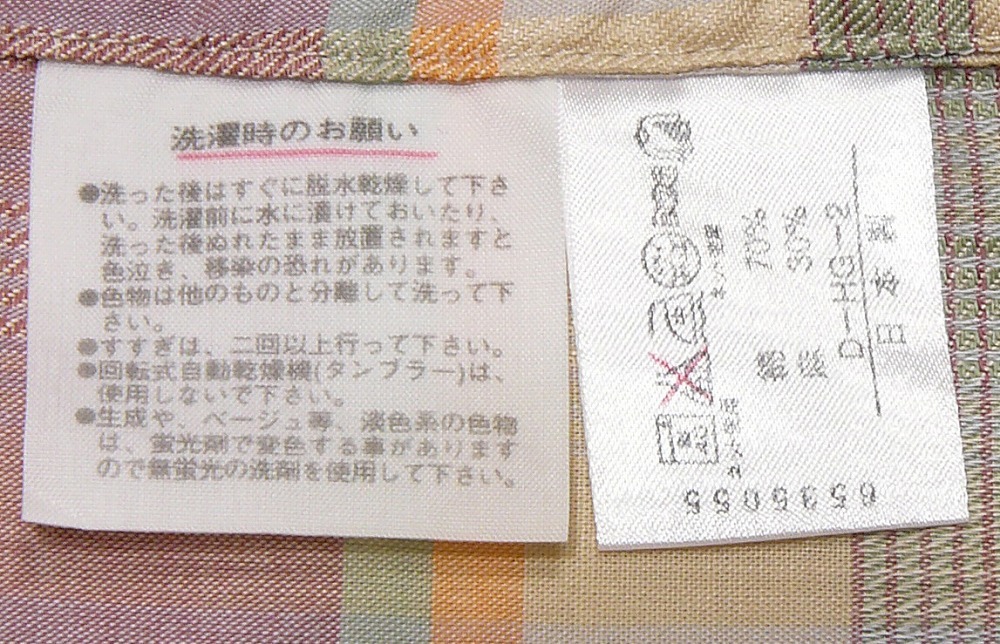 洗濯時のお願い
●洗った後はすぐに脱水乾燥して下さ
い。洗濯前に水に漬けておいたり、
洗った後ぬれたまま放置されますと
色泣き、移染の恐れがあります。
●色物は他のものと分離して洗って下
さい。
●すすぎは、二回以上行って下さい。
●回転式自動乾燥機(タンブラー)は、
使用しないで下さい。
●生成や、ベージュ等、淡色系の色物
は、蛍光剤で変色する事があります
ので無蛍光の洗剤を使用して下さい。
綿 70%
D-HG-2
日本製